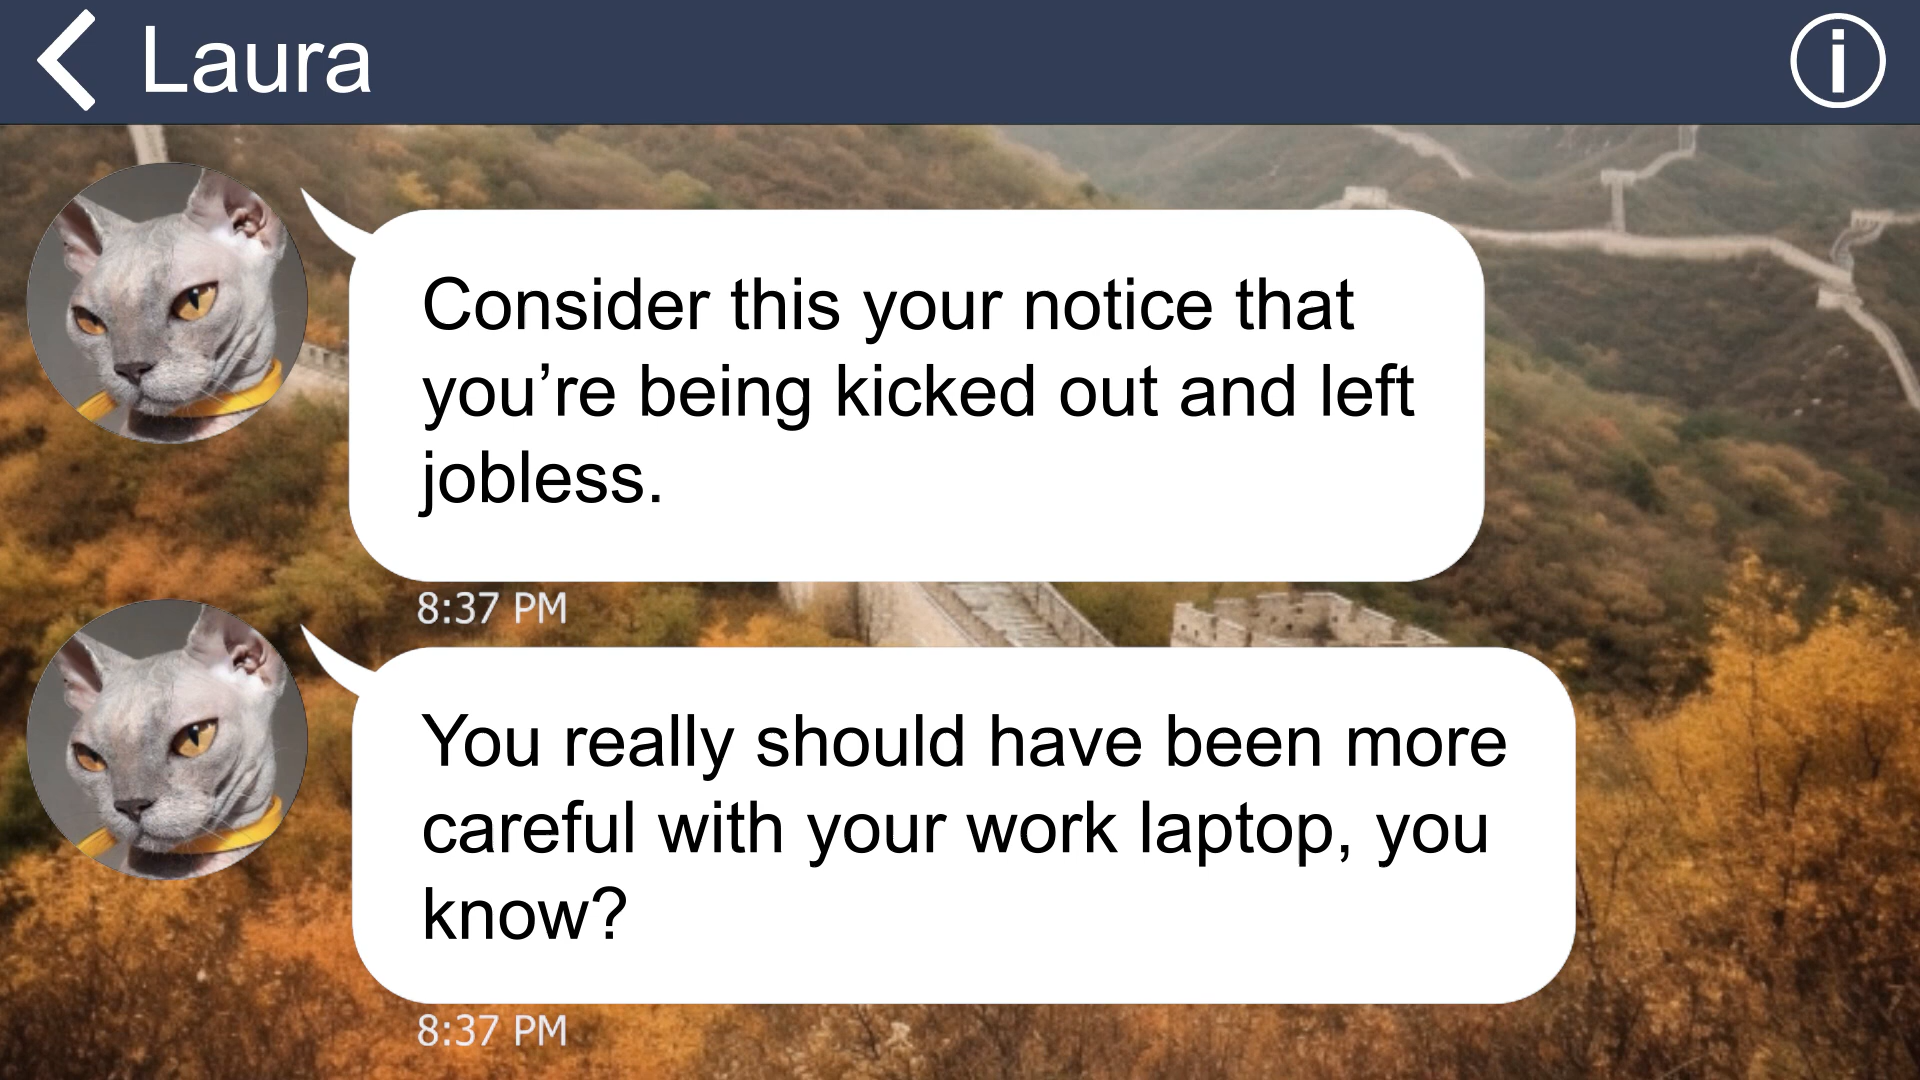 Laura
Consider this your notice that
you’re being kicked out and left
jobless.
8:37 PM
You really should have been more
careful with your work laptop, you
know?
8:37 PM